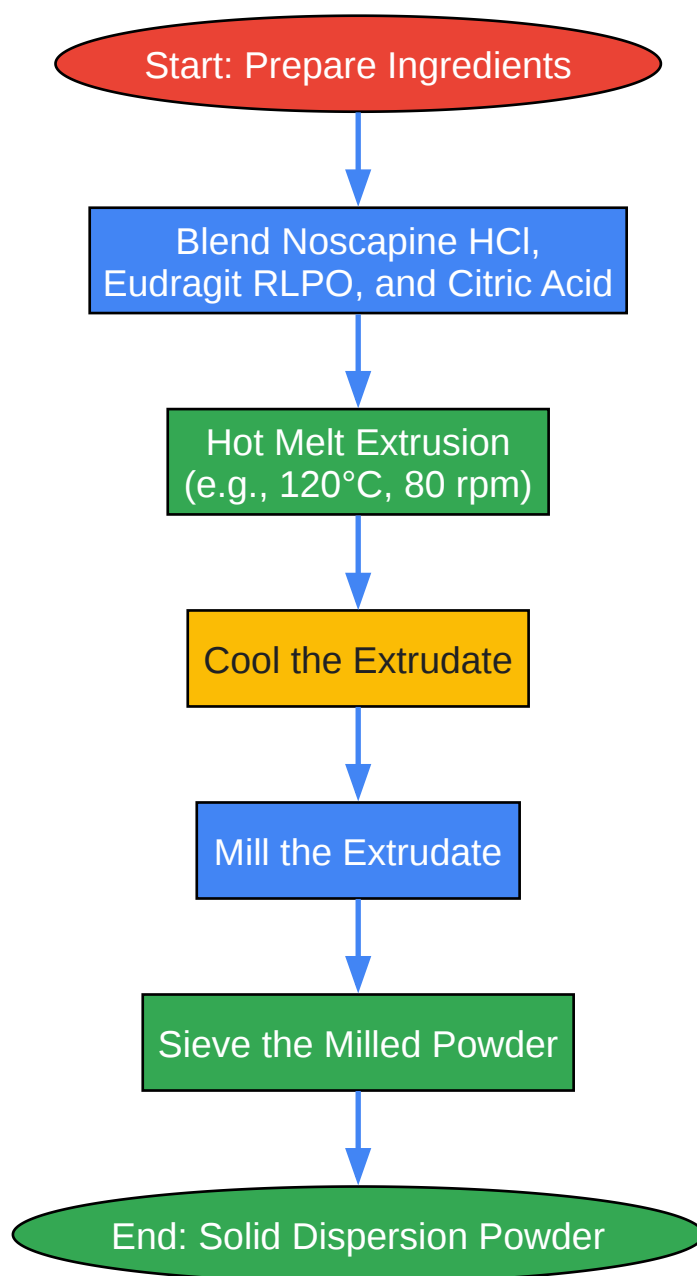 Start: Prepare Ingredients
Blend Noscapine HCl,
Eudragit RLPO, and Citric Acid
Hot Melt Extrusion
(e.g., 120°C, 80 rpm)
Cool the Extrudate
Mill the Extrudate
Sieve the Milled Powder
End: Solid Dispersion Powder